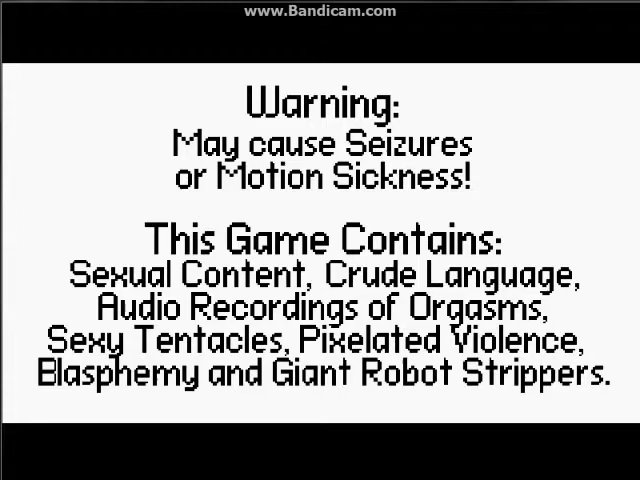 www.Bandicam.com
Warning:
May cause Seizures
or Motion Sickness!
This Game Contains:
Sexual Content, Crude Language,
Audio Recordings of Orgasms,
Sexy Tentacles, Pixelated Violence,
Blasphemy and Giant Robot Strippers.